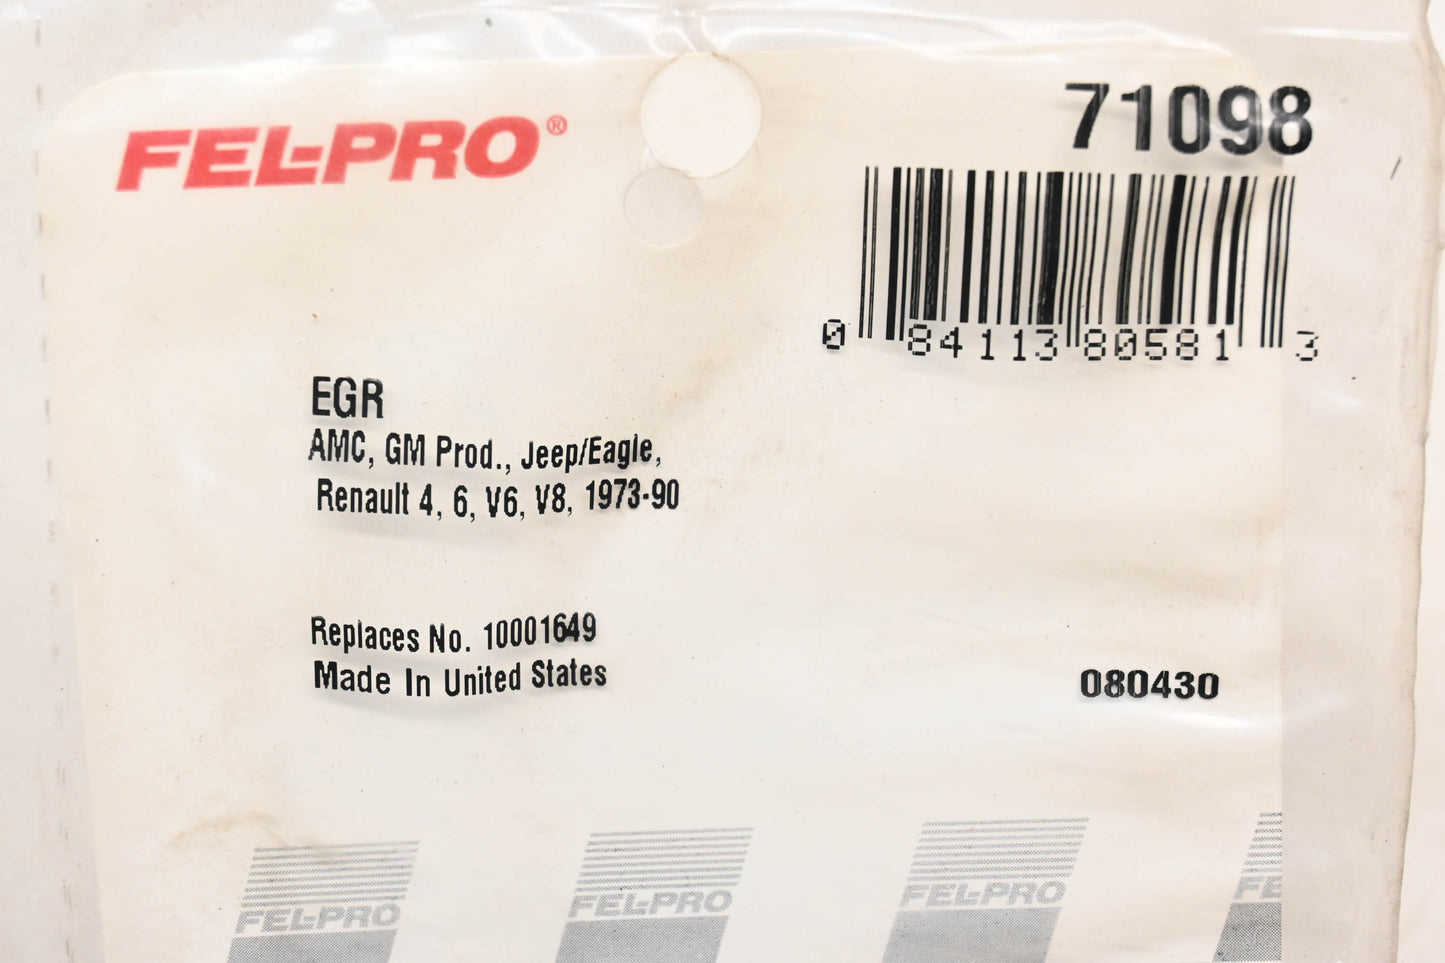 FEL-PRO®
71098
0 84113 80581 3
EGR
AMC, GM Prod., Jeep/Eagle,
Renault 4, 6, V6, V8, 1973-90
Replaces No. 10001649
Made In United States
080430
FEL-PRO FEL-PRO FEL-PRO FE